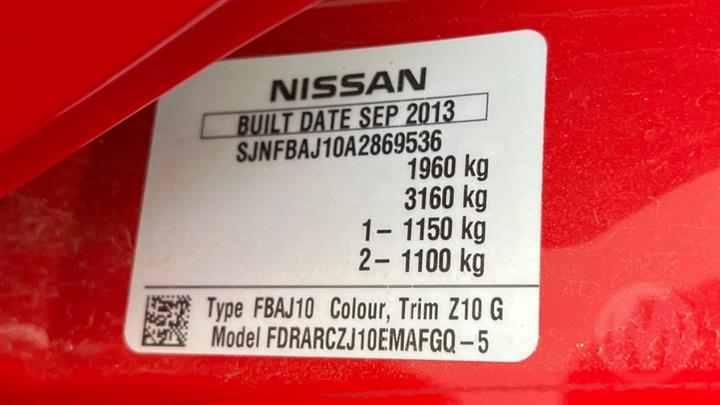 NISSAN
BUILT DATE SEP 2013
SJNFBAJ10A2869536
1960 kg
3160 kg
1 – 1150 kg
2 – 1100 kg
Type FBAJ10 Colour, Trim Z10 G
Model FDRARCZJ10EMAFGQ – 5